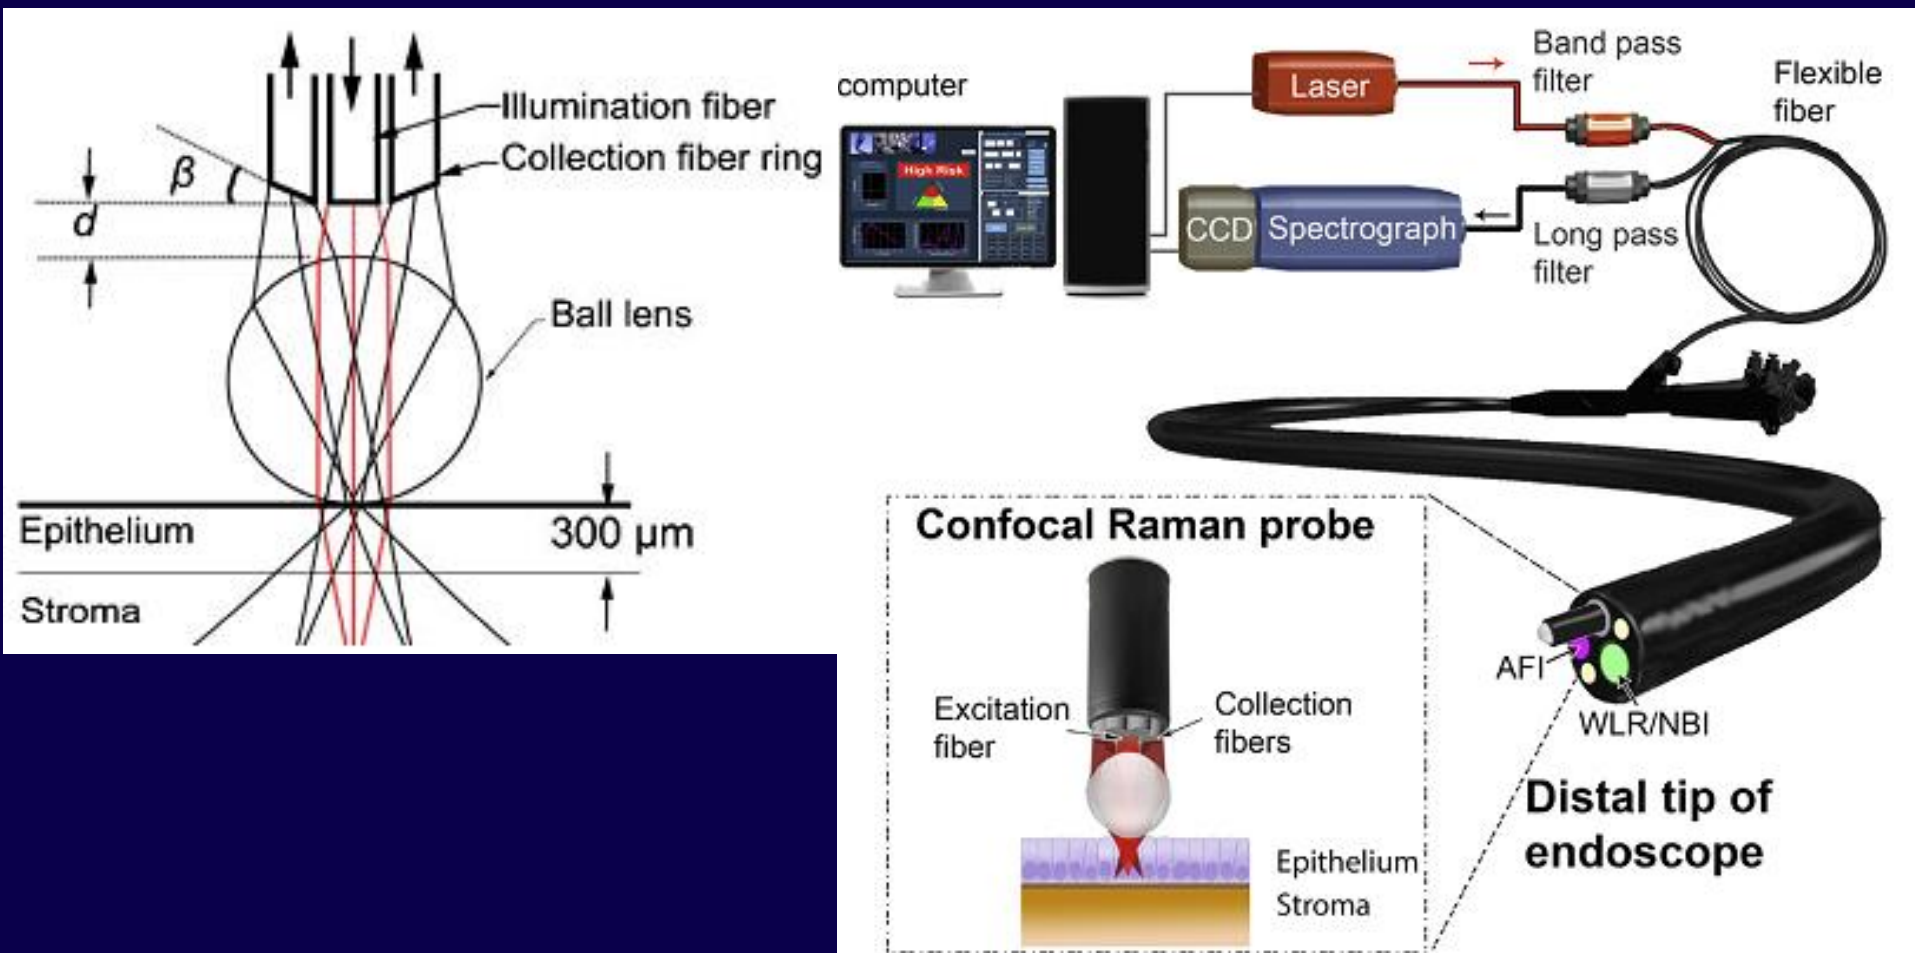 Illumination fiber
Collection fiber ring
β
d
Ball lens
Epithelium
300 µm
Stroma
computer
High Risk
Laser
Band pass
filter
Flexible
fiber
CCD
Spectrograph
Long pass
filter
Confocal Raman probe
Excitation
fiber
Collection
fibers
Epithelium
Stroma
AFI
WLR/NBI
Distal tip of
endoscope